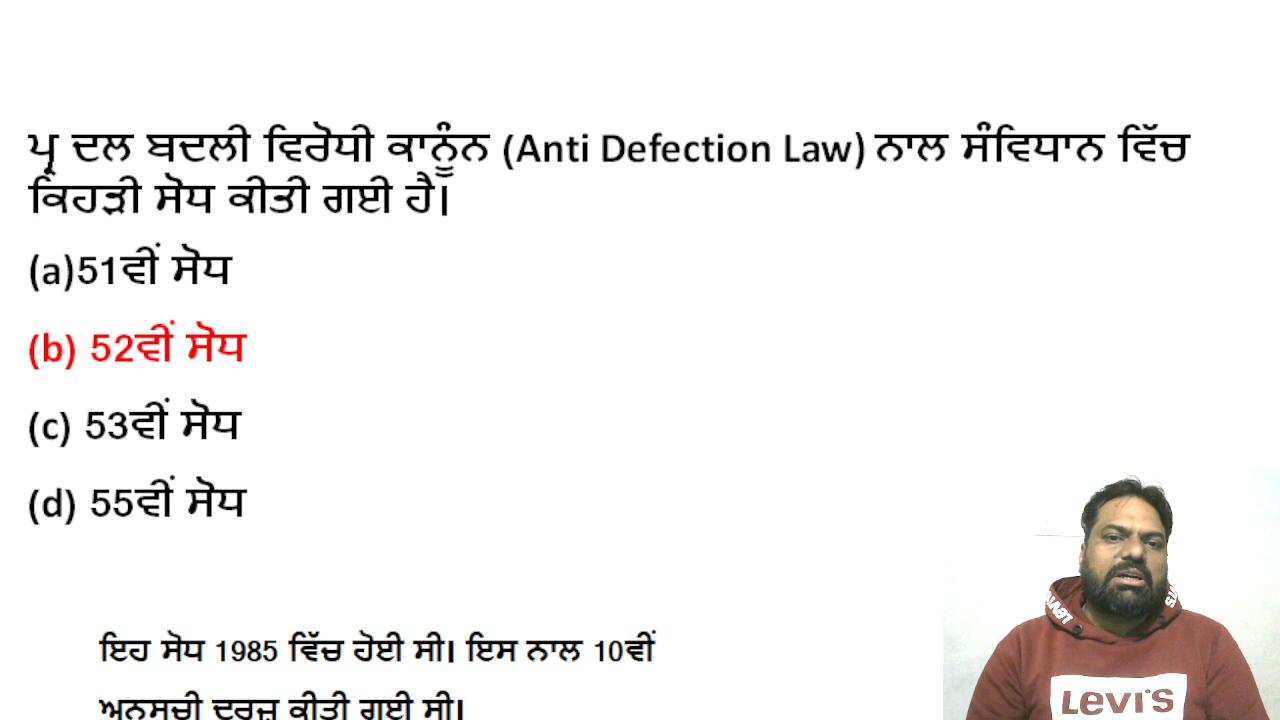 ਪ੍ਰ ਦਲ ਬਦਲੀ ਵਿਰੋਧੀ ਕਾਨੂੰਨ (Anti Defection Law) ਨਾਲ ਸੰਵਿਧਾਨ ਵਿੱਚ
ਕਿਹੜੀ ਸੋਧ ਕੀਤੀ ਗਈ ਹੈ।
(a)51ਵੀਂ ਸੋਧ
(b) 52ਵੀਂ ਸੋਧ
(c) 53ਵੀਂ ਸੋਧ
(d) 55ਵੀਂ ਸੋਧ
ਇਹ ਸੋਧ 1985 ਵਿੱਚ ਹੋਈ ਸੀ। ਇਸ ਨਾਲ 10ਵੀਂ
ਅਨੁਸੂਚੀ ਦਰਜ਼ ਕੀਤੀ ਗਈ ਸੀ।
LEVI'S